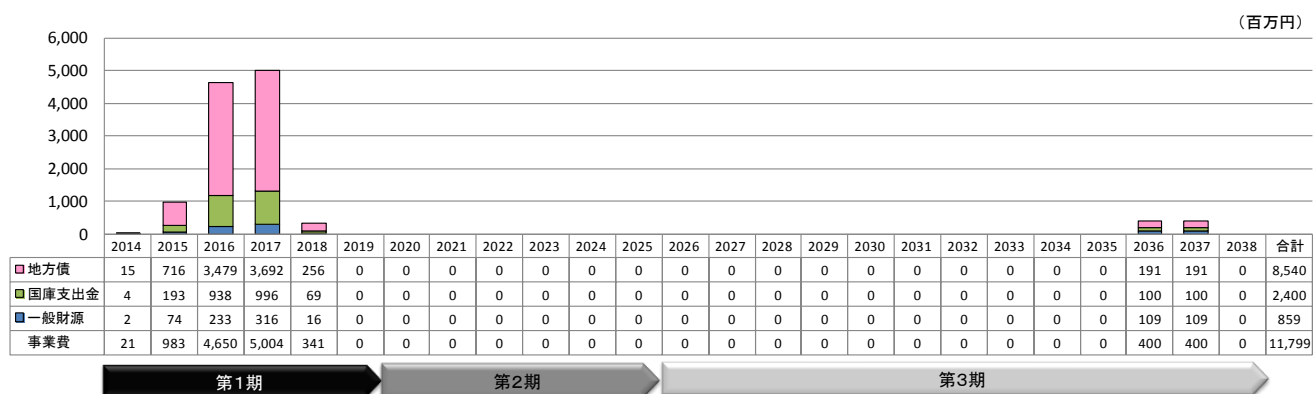 （百万円）
6,000
5,000
4,000
3,000
2,000
1,000
0
2014 2015 2016 2017 2018 2019 2020 2021 2022 2023 2024 2025 2026 2027 2028 2029 2030 2031 2032 2033 2034 2035 2036 2037 2038 合計
地方債 15 716 3,479 3,692 256 0 0 0 0 0 0 0 0 0 0 0 0 0 0 0 0 0 191 191 0 8,540
国庫支出金 4 193 938 996 69 0 0 0 0 0 0 0 0 0 0 0 0 0 0 0 0 0 100 100 0 2,400
一般財源 2 74 233 316 16 0 0 0 0 0 0 0 0 0 0 0 0 0 0 0 0 0 109 109 0 859
事業費 21 983 4,650 5,004 341 0 0 0 0 0 0 0 0 0 0 0 0 0 0 0 0 0 400 400 0 11,799
第1期 第2期 第3期